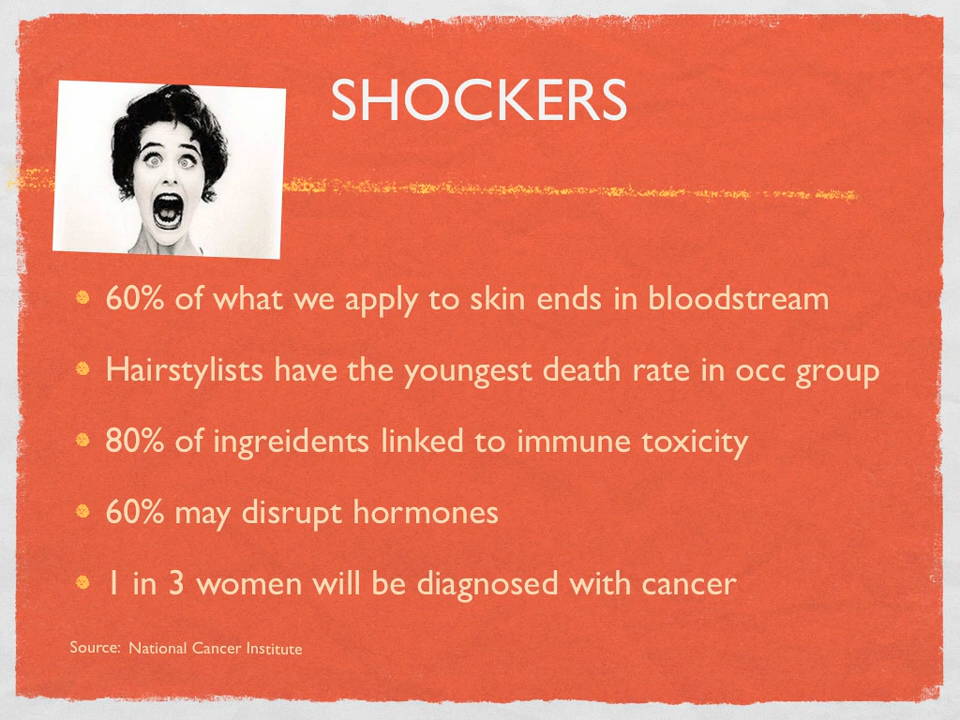 SHOCKERS
60% of what we apply to skin ends in bloodstream
Hairstylists have the youngest death rate in occ group
80% of ingreidents linked to immune toxicity
60% may disrupt hormones
1 in 3 women will be diagnosed with cancer
Source: National Cancer Institute